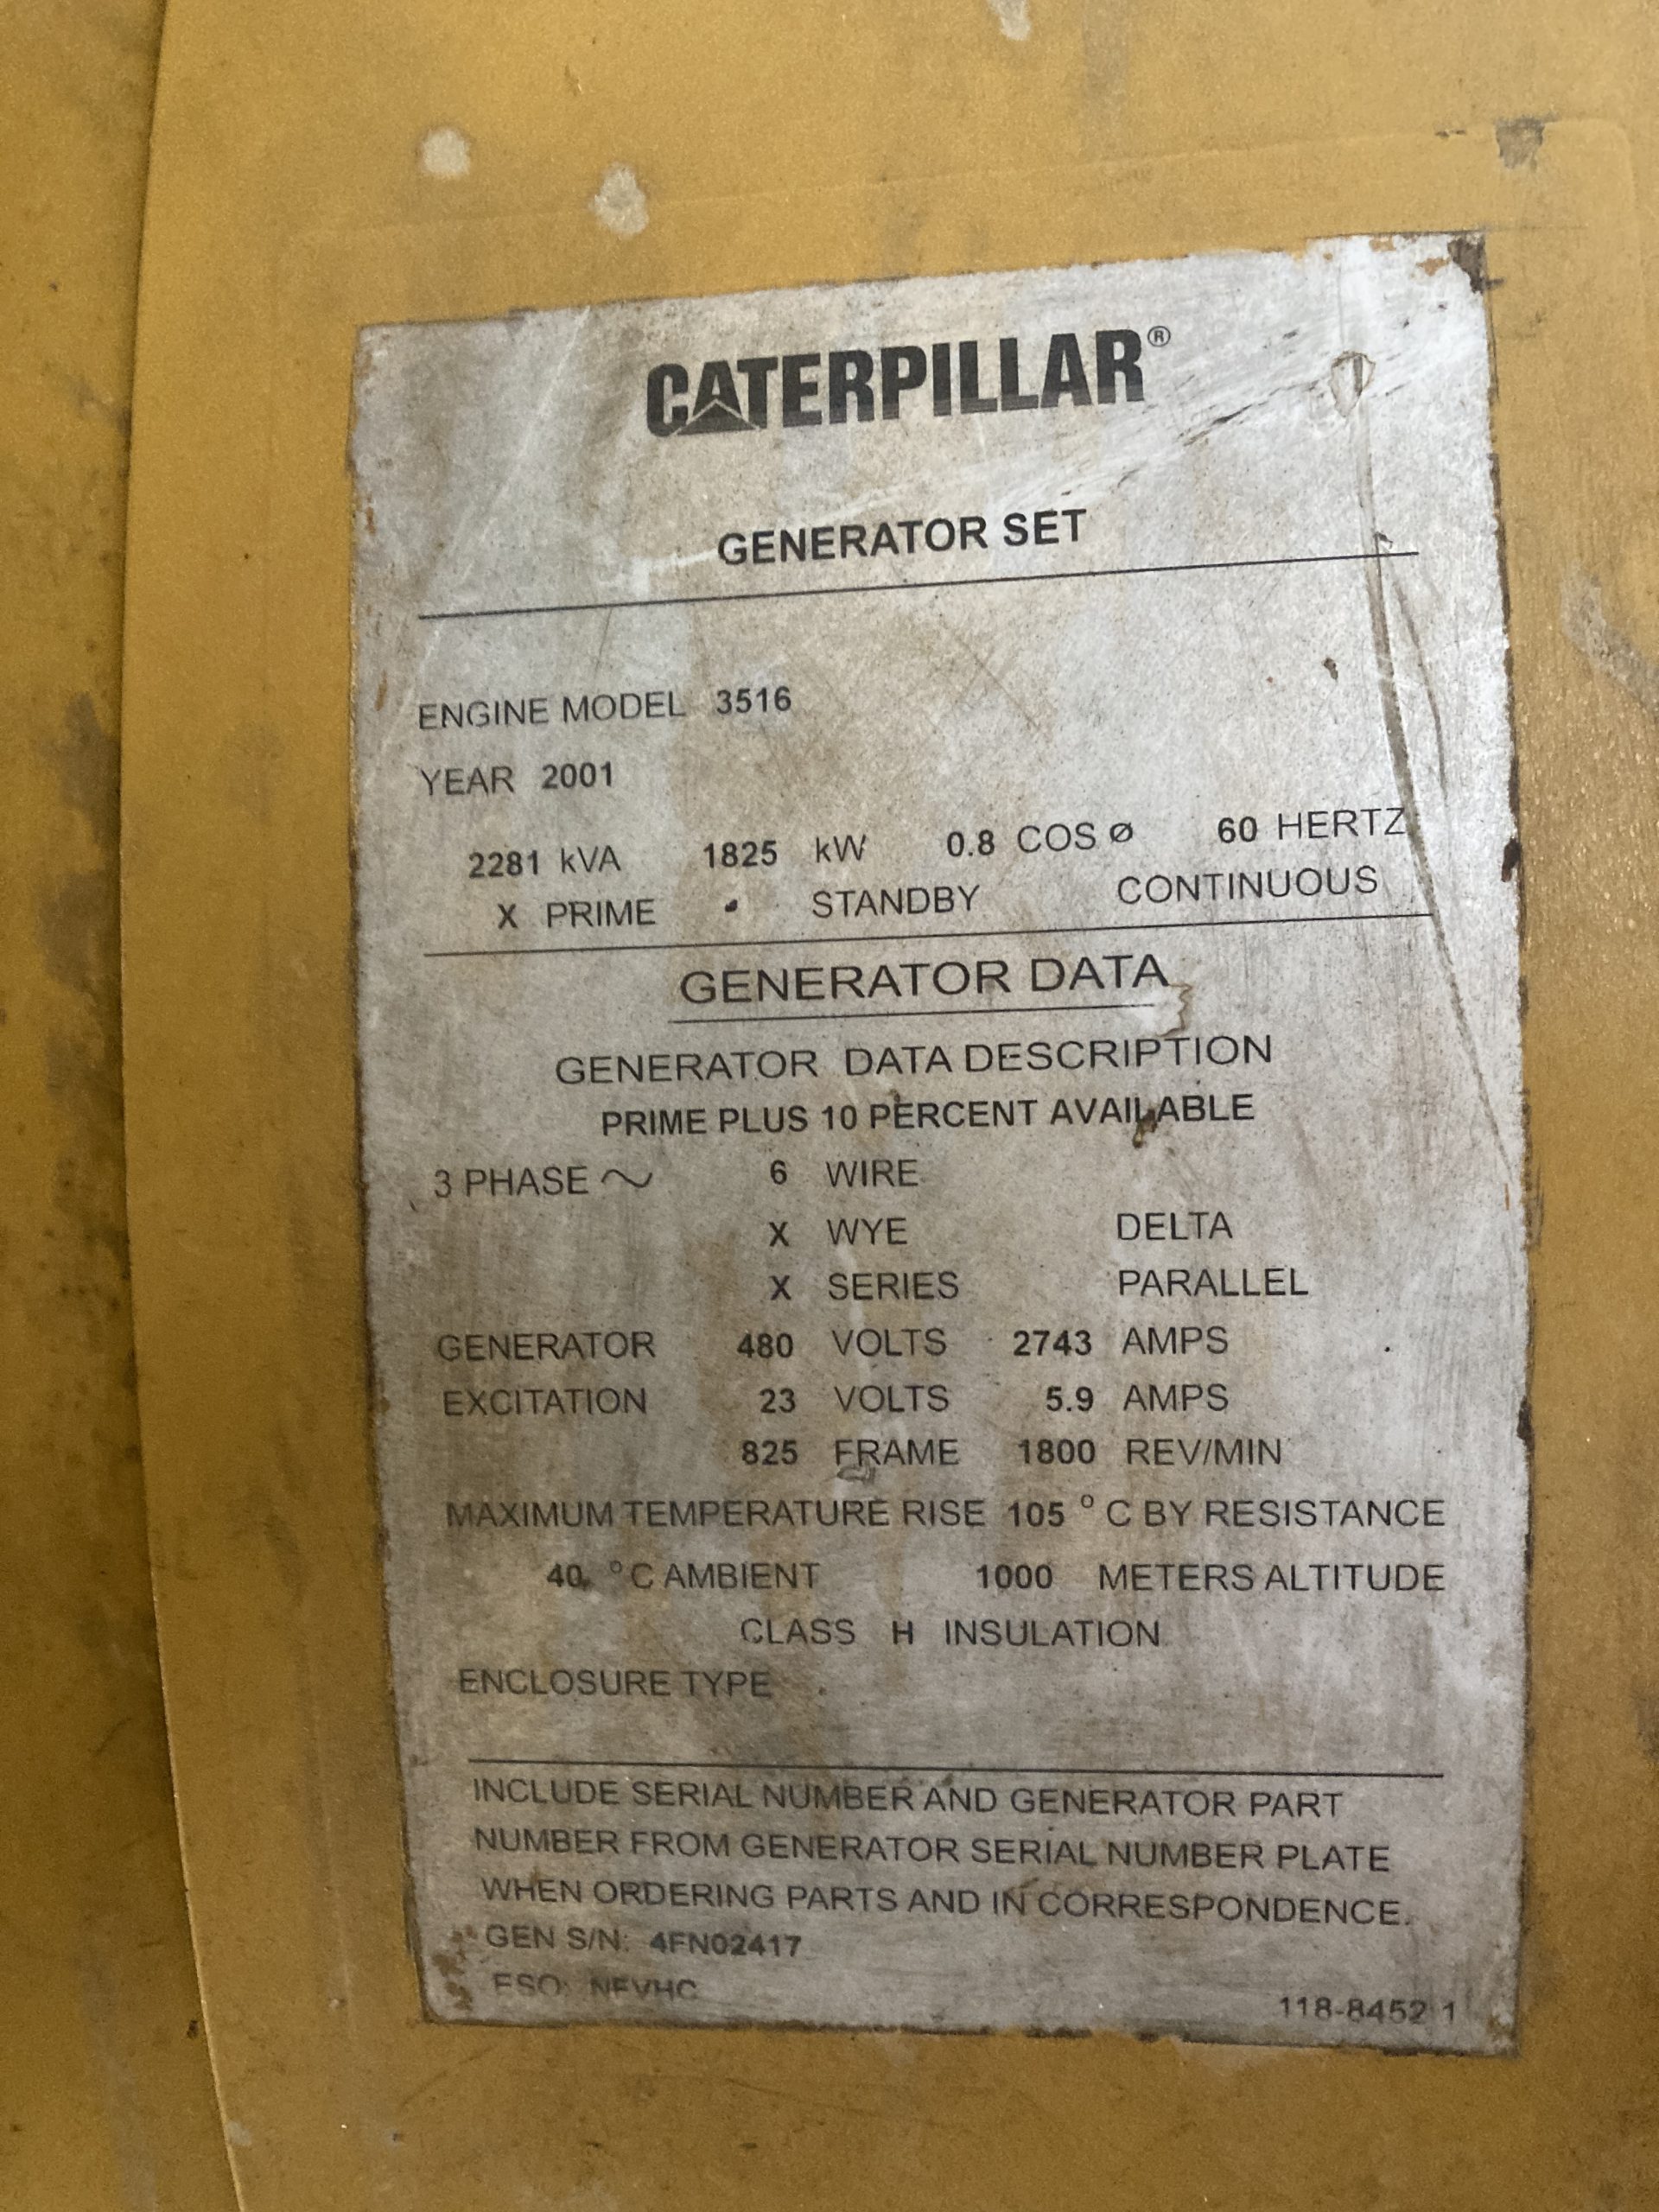 CATERPILLAR®
GENERATOR SET
ENGINE MODEL 3516
YEAR 2001
2281 kVA 1825 kW 0.8 COS Ø 60 HERTZ
X PRIME STANDBY CONTINUOUS
GENERATOR DATA
GENERATOR DATA DESCRIPTION
PRIME PLUS 10 PERCENT AVAILABLE
3 PHASE ~ 6 WIRE
X WYE DELTA
X SERIES PARALLEL
GENERATOR 480 VOLTS 2743 AMPS
EXCITATION 23 VOLTS 5.9 AMPS
825 FRAME 1800 REV/MIN
MAXIMUM TEMPERATURE RISE 105 °C BY RESISTANCE
40 °C AMBIENT 1000 METERS ALTITUDE
CLASS H INSULATION
ENCLOSURE TYPE
INCLUDE SERIAL NUMBER AND GENERATOR PART
NUMBER FROM GENERATOR SERIAL NUMBER PLATE
WHEN ORDERING PARTS AND IN CORRESPONDENCE.
GEN S/N: 4FN02417
ESO:
118-8452 1